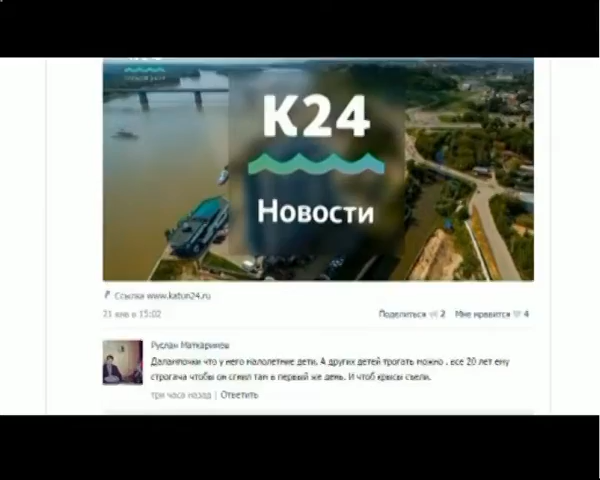 К24
Новости
Ссылка www.katun24.ru
21 янв в 15:02
Поделиться 2 Мне нравится 4
Руслан Маткаримов
Далампочки что у него малолетние дети. А других детей трогать можно . все 20 лет ему
строгача чтобы он сгнил там в первый же день. И чтоб крысы съели.
три часа назад | Ответить